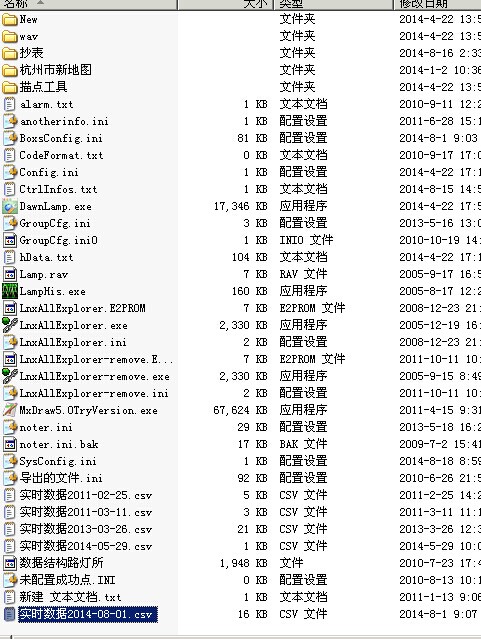 名称 大小 类型 修改日期
New 文件夹 2014-4-22 13:5
wav 文件夹 2014-4-22 13:5
抄表 文件夹 2014-8-16 2:33
杭州市新地图 文件夹 2014-1-2 10:36
描点工具 文件夹 2014-4-22 13:5
alarm.txt 1 KB 文本文档 2010-9-11 12:2
anotherinfo.ini 1 KB 配置设置 2011-6-28 15:1
BoxsConfig.ini 81 KB 配置设置 2014-8-1 9:03
CodeFormat.txt 0 KB 文本文档 2010-9-17 17:0
Config.ini 1 KB 配置设置 2014-4-22 17:1
CtrlInfos.txt 1 KB 文本文档 2014-8-15 14:5
DawnLamp.exe 17,346 KB 应用程序 2014-4-22 17:5
GroupCfg.ini 3 KB 配置设置 2013-5-16 13:0
GroupCfg.iniO 1 KB INIO 文件 2010-10-19 14:
hData.txt 104 KB 文本文档 2014-4-22 17:1
Lamp.rav 7 KB RAV 文件 2005-9-17 16:5
LampHis.exe 160 KB 应用程序 2005-8-17 12:2
LnxAllExplorer.E2PROM 7 KB E2PROM 文件 2008-12-23 21:
LnxAllExplorer.exe 2,330 KB 应用程序 2005-12-19 16:
LnxAllExplorer.ini 2 KB 配置设置 2008-12-23 21:
LnxAllExplorer-remove.E... 7 KB E2PROM 文件 2011-10-11 10:
LnxAllExplorer-remove.exe 2,330 KB 应用程序 2005-9-15 8:49
LnxAllExplorer-remove.ini 2 KB 配置设置 2011-10-11 10:
MxDraw5.0TryVersion.exe 67,624 KB 应用程序 2011-4-15 9:31
noter.ini 29 KB 配置设置 2013-5-18 16:2
noter.ini.bak 17 KB BAK 文件 2009-7-2 15:41
SysConfig.ini 1 KB 配置设置 2014-8-18 8:59
导出的文件.ini 92 KB 配置设置 2010-6-26 21:5
实时数据2011-02-25.csv 5 KB CSV 文件 2011-2-25 14:2
实时数据2011-03-11.csv 3 KB CSV 文件 2011-3-11 11:1
实时数据2013-03-26.csv 21 KB CSV 文件 2013-3-26 12:3
实时数据2014-05-29.csv 1 KB CSV 文件 2014-5-29 10:0
数据结构路灯所 1,948 KB 文件 2010-7-23 17:4
未配置成功点.INI 0 KB 配置设置 2010-8-13 10:1
新建 文本文档.txt 1 KB 文本文档 2011-1-13 9:06
实时数据2014-08-01.csv 16 KB CSV 文件 2014-8-1 9:07